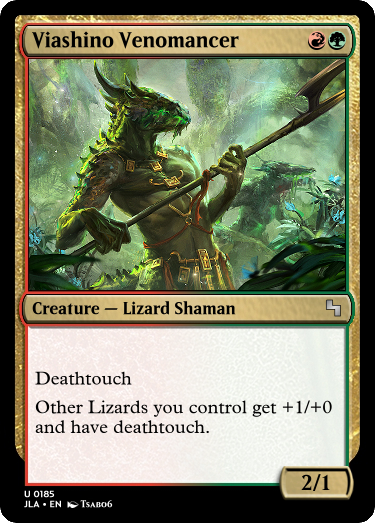 Viashino Venomancer
Creature — Lizard Shaman
Deathtouch
Other Lizards you control get +1/+0
and have deathtouch.
2/1
U 0185
JLA • EN Tsabo6